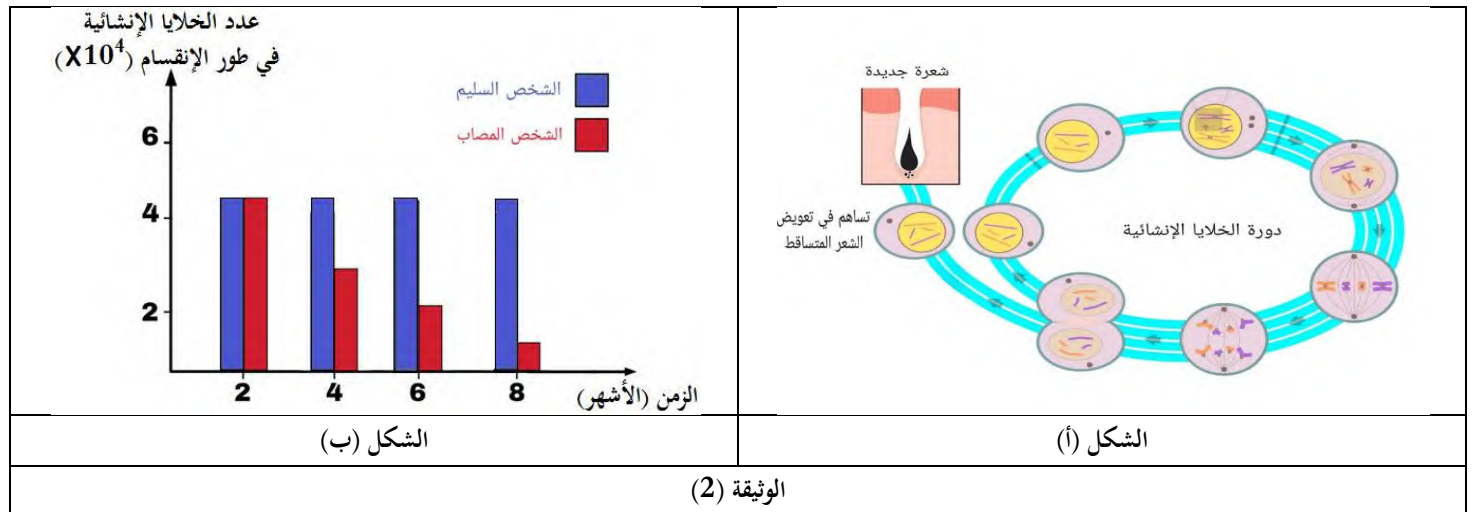 شعرة جديدة
تساهم في تعويض
الشعر المتساقط
دورة الخلايا الإنشائية
الشكل (أ)
عدد الخلايا الإنشائية
في طور الإنقسام (X10⁴)
الشخص السليم
الشخص المصاب
6
4
2
2 4 6 8
الزمن (الأشهر)
الشكل (ب)
الوثيقة (2)